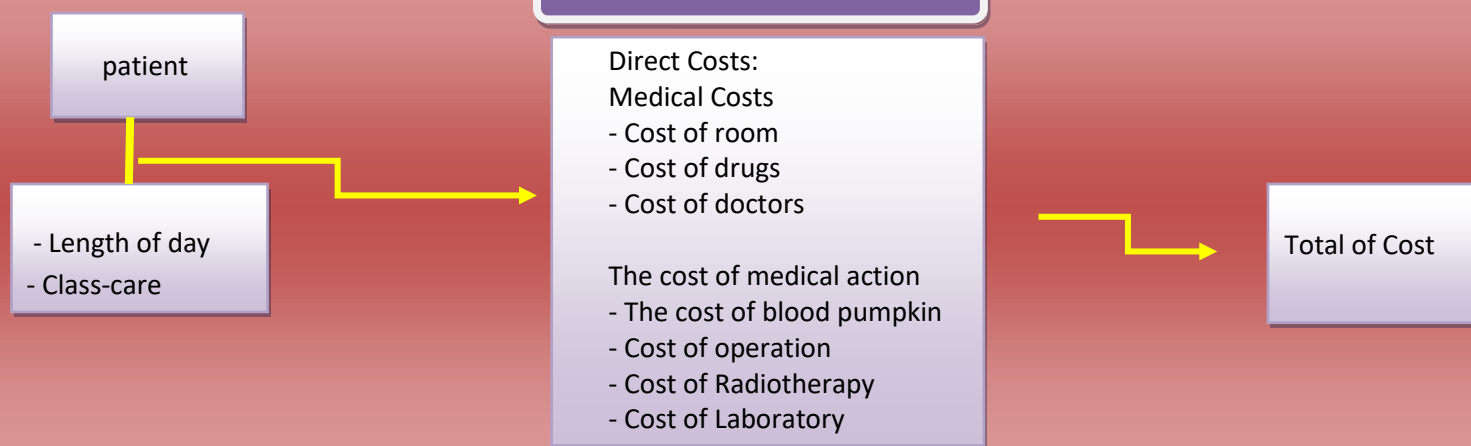 patient
- Length of day
- Class-care
Direct Costs:
Medical Costs
- Cost of room
- Cost of drugs
- Cost of doctors
The cost of medical action
- The cost of blood pumpkin
- Cost of operation
- Cost of Radiotherapy
- Cost of Laboratory
Total of Cost